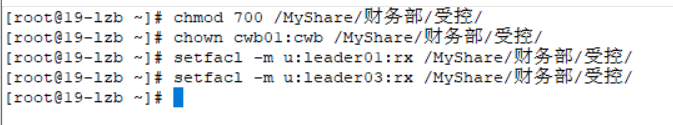 [root@19-lzb ~]# chmod 700 /MyShare/财务部/受控/
[root@19-lzb ~]# chown cwb01:cwb /MyShare/财务部/受控/
[root@19-lzb ~]# setfacl -m u:leader01:rx /MyShare/财务部/受控/
[root@19-lzb ~]# setfacl -m u:leader03:rx /MyShare/财务部/受控/
[root@19-lzb ~]#